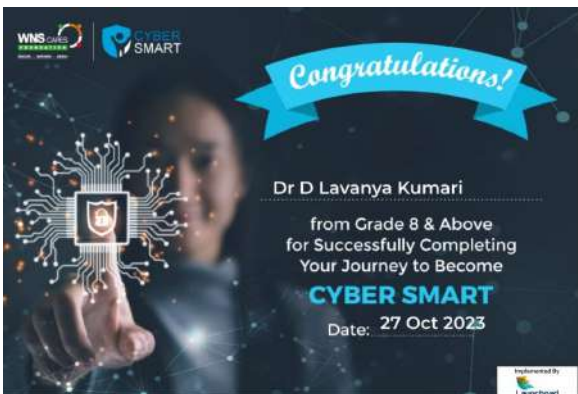 WNS CARES
FOUNDATION
CYBER
SMART
Congratulations!
Dr D Lavanya Kumari
from Grade 8 & Above
for Successfully Completing
Your Journey to Become
CYBER SMART
Date: 27 Oct 2023
Implemented By